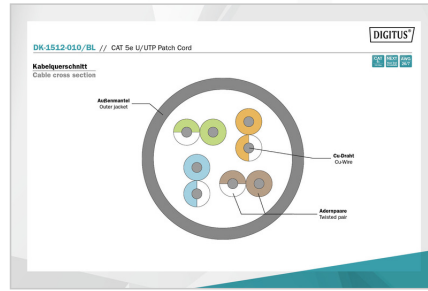 DIGITUS®
DK-1512-010/BL // CAT 5e U/UTP Patch Cord
Kabelquerschnitt
Cable cross section
Außenmantel
Outer jacket
Cu-Draht
Cu-Wire
Adernpaare
Twisted pair